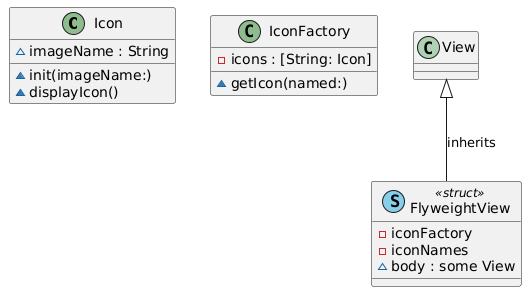 C Icon
imageName : String
init(imageName:)
displayIcon()
C IconFactory
icons : [String: Icon]
getIcon(named:)
C View
inherits
S «struct»
FlyweightView
iconFactory
iconNames
body : some View